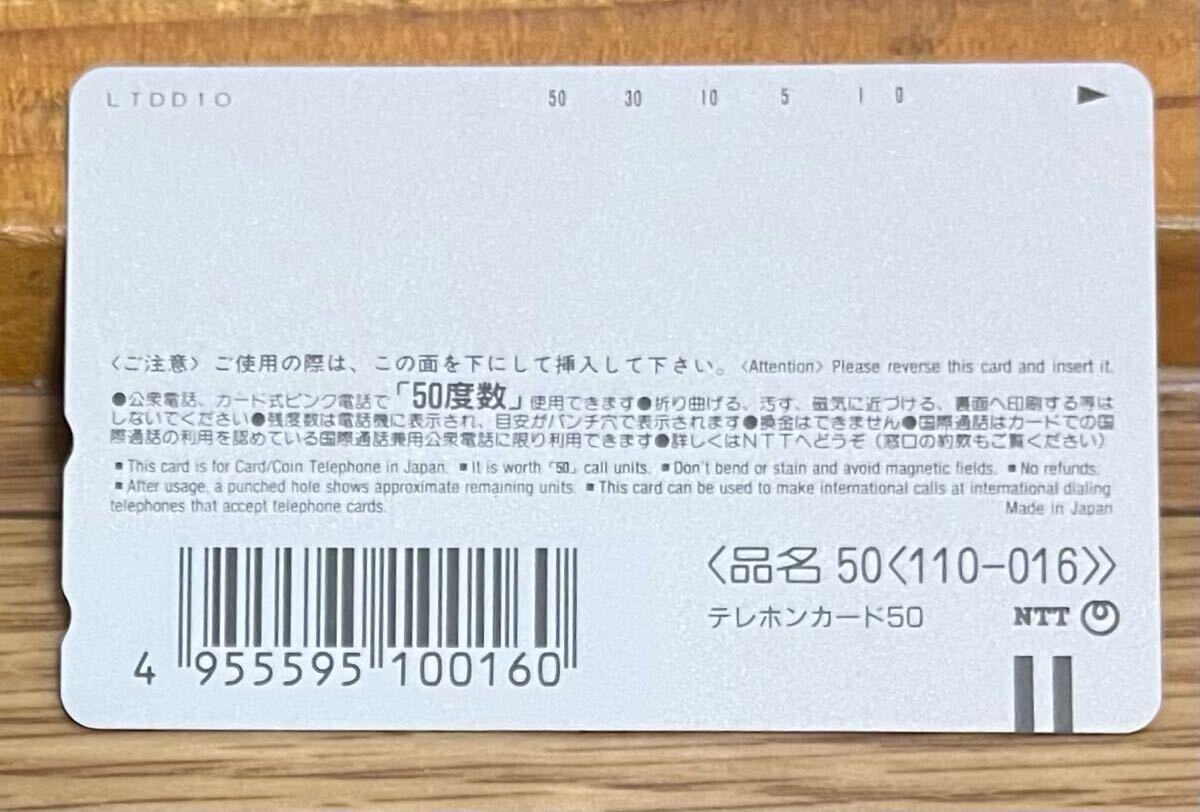 LTDD10
50 30 10 5 1 0
〈ご注意〉ご使用の際は、この面を下にして挿入して下さい。〈Attention〉Please reverse this card and insert it.
●公衆電話、カード式ピンク電話で「50度数」使用できます●折り曲げる、汚す、磁気に近づける、裏面へ印刷する等は
しないでください●残度数は電話機に表示され、目安がパンチ穴で表示されます●換金はできません●国際通話はカードでの国
際通話の利用を認めている国際通話兼用公衆電話に限り利用できます●詳しくはNTTへどうぞ（窓口の約款もご覧ください）
■This card is for Card/Coin Telephone in Japan. ■It is worth「50」call units. ■Don't bend or stain and avoid magnetic fields. ■No refunds.
■After usage, a punched hole shows approximate remaining units. ■This card can be used to make international calls at international dialing
telephones that accept telephone cards.
Made in Japan
〈品名 50〈110-016〉〉
テレホンカード50
NTT
4 955595 100160